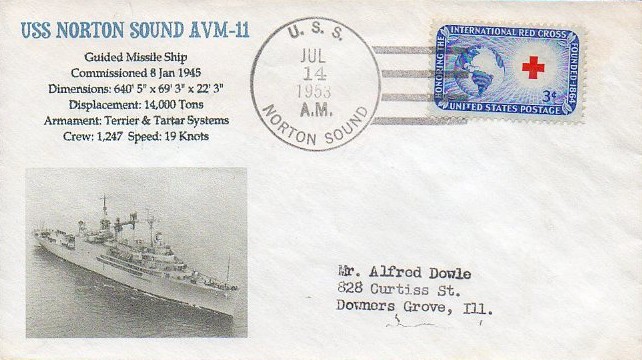 USS NORTON SOUND AVM-11
Guided Missile Ship
Commissioned 8 Jan 1945
Dimensions: 640' 5" x 69' 3" x 22' 3"
Displacement: 14,000 Tons
Armament: Terrier & Tartar Systems
Crew: 1,247 Speed: 19 Knots
U. S. S.
JUL
14
1953
A.M.
NORTON SOUND
HONORING THE
INTERNATIONAL RED CROSS
FOUNDED 1864
3¢
UNITED STATES POSTAGE
Mr. Alfred Dowle
828 Curtiss St.
Downers Grove, Ill.